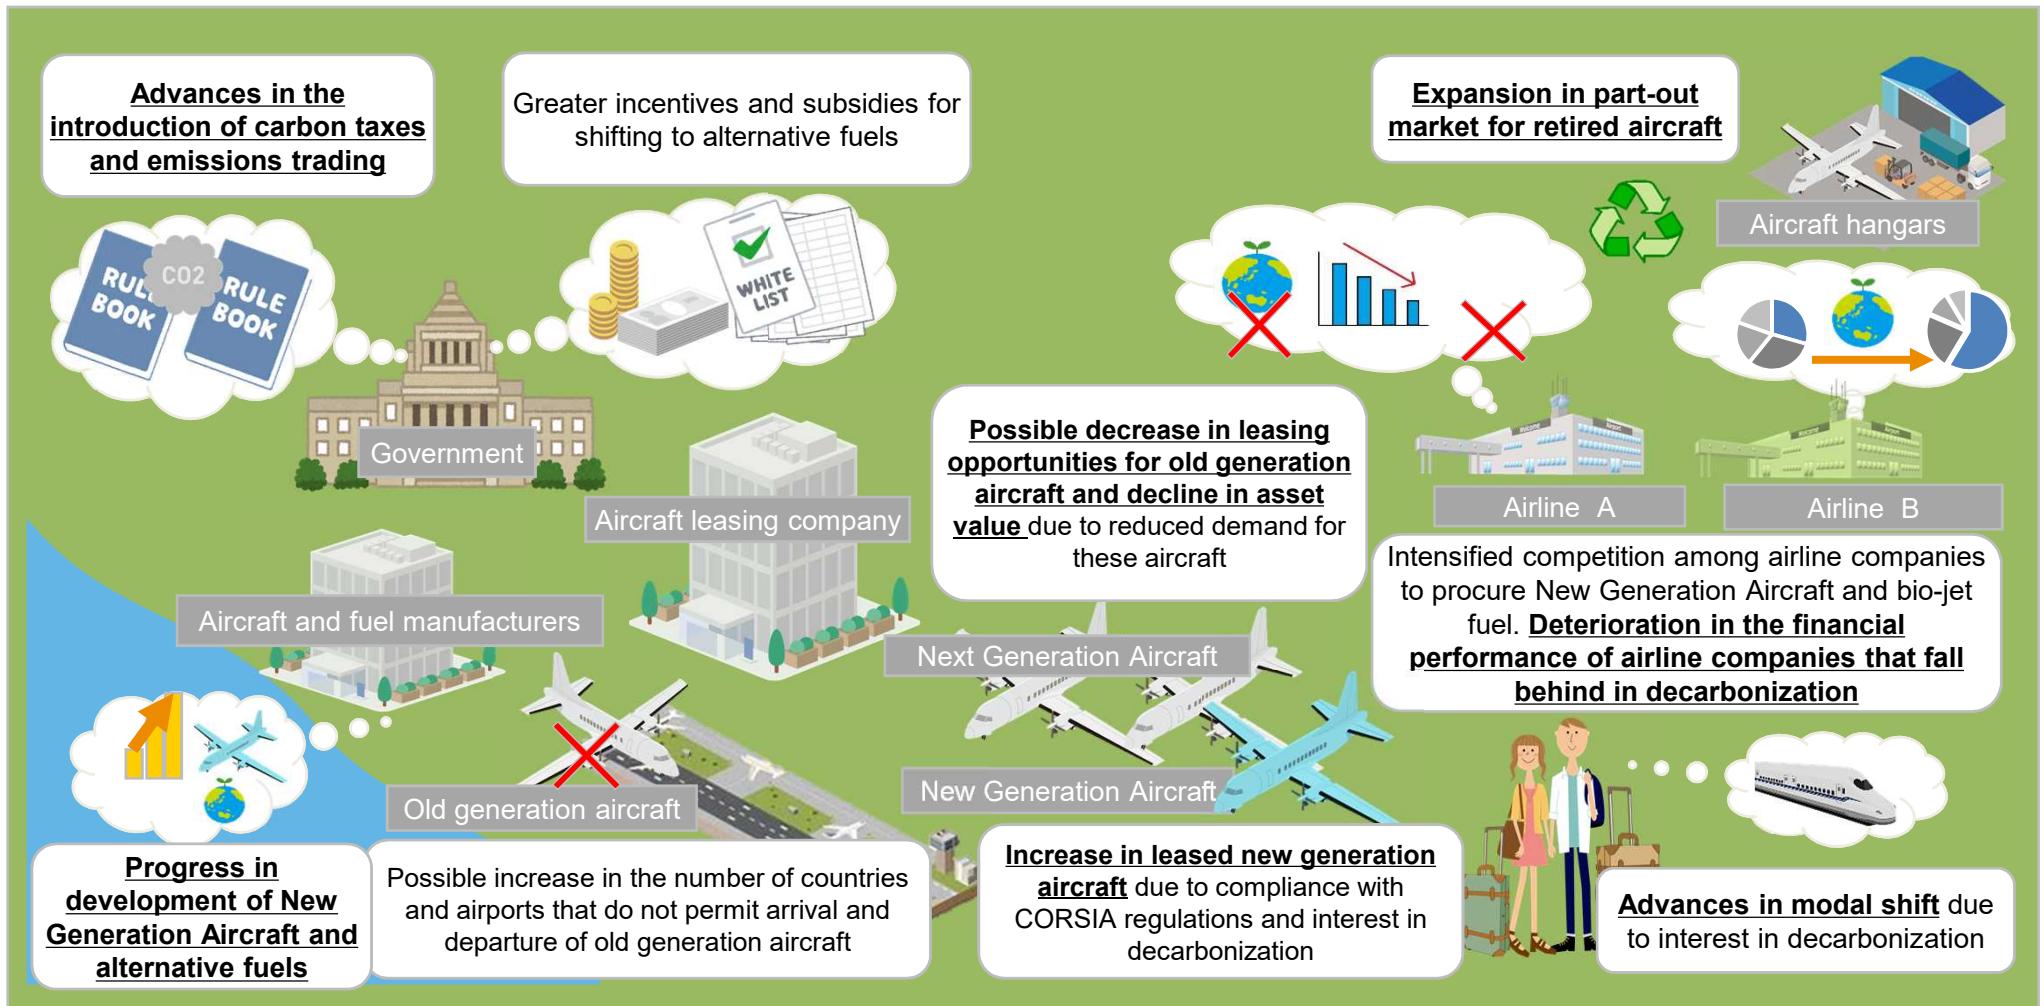 Advances in the
introduction of carbon taxes
and emissions trading
Greater incentives and subsidies for
shifting to alternative fuels
Expansion in part-out
market for retired aircraft
Aircraft hangars
RULE
BOOK
CO2
RULE
BOOK
WHITE
LIST
Government
Possible decrease in leasing
opportunities for old generation
aircraft and decline in asset
value due to reduced demand for
these aircraft
Welcome
Airport
Airline A
Welcome
Airport
Airline B
Aircraft leasing company
Intensified competition among airline companies
to procure New Generation Aircraft and bio-jet
fuel. Deterioration in the financial
performance of airline companies that fall
behind in decarbonization
Aircraft and fuel manufacturers
Next Generation Aircraft
New Generation Aircraft
Old generation aircraft
Progress in
development of New
Generation Aircraft and
alternative fuels
Possible increase in the number of countries
and airports that do not permit arrival and
departure of old generation aircraft
Increase in leased new generation
aircraft due to compliance with
CORSIA regulations and interest in
decarbonization
Advances in modal shift due
to interest in decarbonization